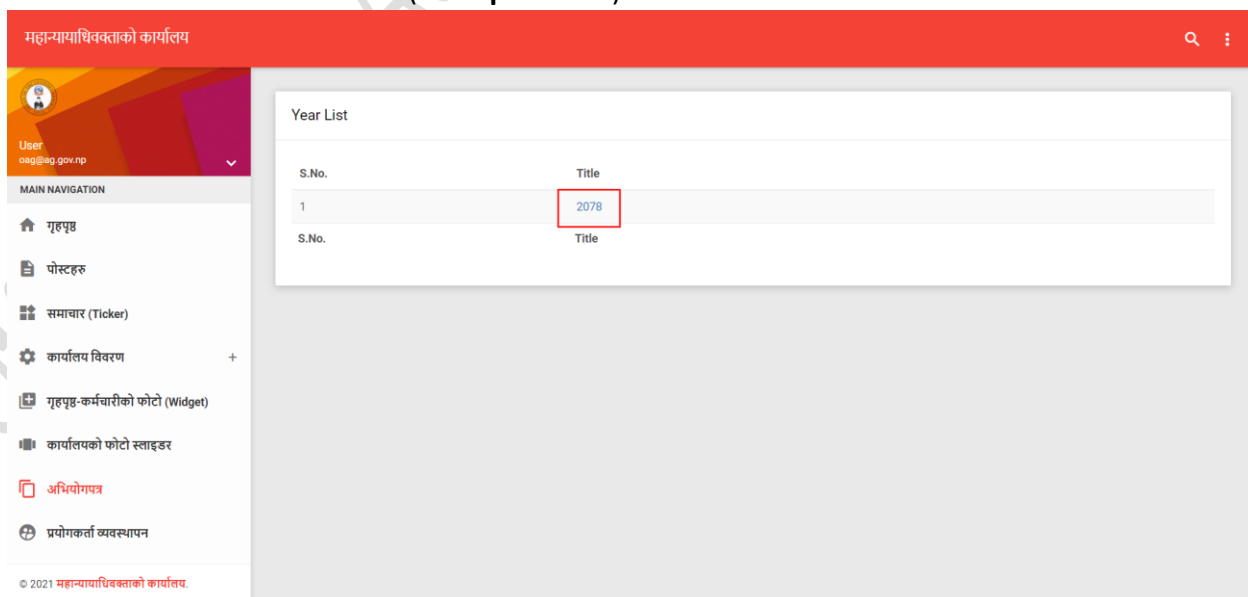 महान्यायाधिवक्ताको कार्यालय
User
oag@ag.gov.np
MAIN NAVIGATION
गृहपृष्ठ
पोस्टहरु
समाचार (Ticker)
कार्यालय विवरण +
गृहपृष्ठ-कर्मचारीको फोटो (Widget)
कार्यालयको फोटो स्लाइडर
अभियोगपत्र
प्रयोगकर्ता व्यवस्थापन
© 2021 महान्यायाधिवक्ताको कार्यालय.
Year List
S.No. Title
1 2078
S.No. Title